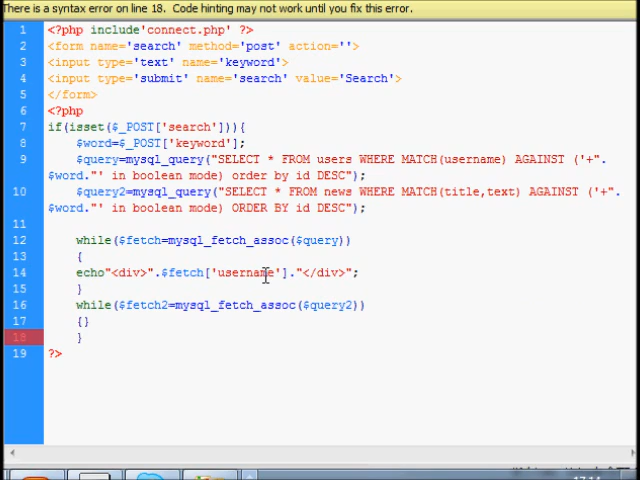 There is a syntax error on line 18. Code hinting may not work until you fix this error.
1 <?php include'connect.php' ?>
2 <form name='search' method='post' action=''>
3 <input type='text' name='keyword'>
4 <input type='submit' name='search' value='Search'>
5 </form>
6 <?php
7 if(isset($_POST['search'])){
8 $word=$_POST['keyword'];
9 $query=mysql_query("SELECT * FROM users WHERE MATCH(username) AGAINST ('+".
$word."' in boolean mode) order by id DESC");
10 $query2=mysql_query("SELECT * FROM news WHERE MATCH(title,text) AGAINST ('+".
$word."' in boolean mode) ORDER BY id DESC");
11
12 while($fetch=mysql_fetch_assoc($query))
13 {
14 echo"<div>".$fetch['username']."</div>";
15 }
16 while($fetch2=mysql_fetch_assoc($query2))
17 {}
18 }
19 ?>
17:14